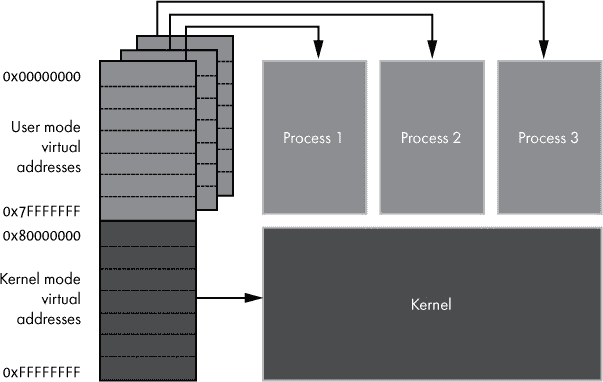 0x00000000
User mode
virtual
addresses
0x7FFFFFFF
0x80000000
Kernel mode
virtual
addresses
0xFFFFFFFF
Process 1
Process 2
Process 3
Kernel